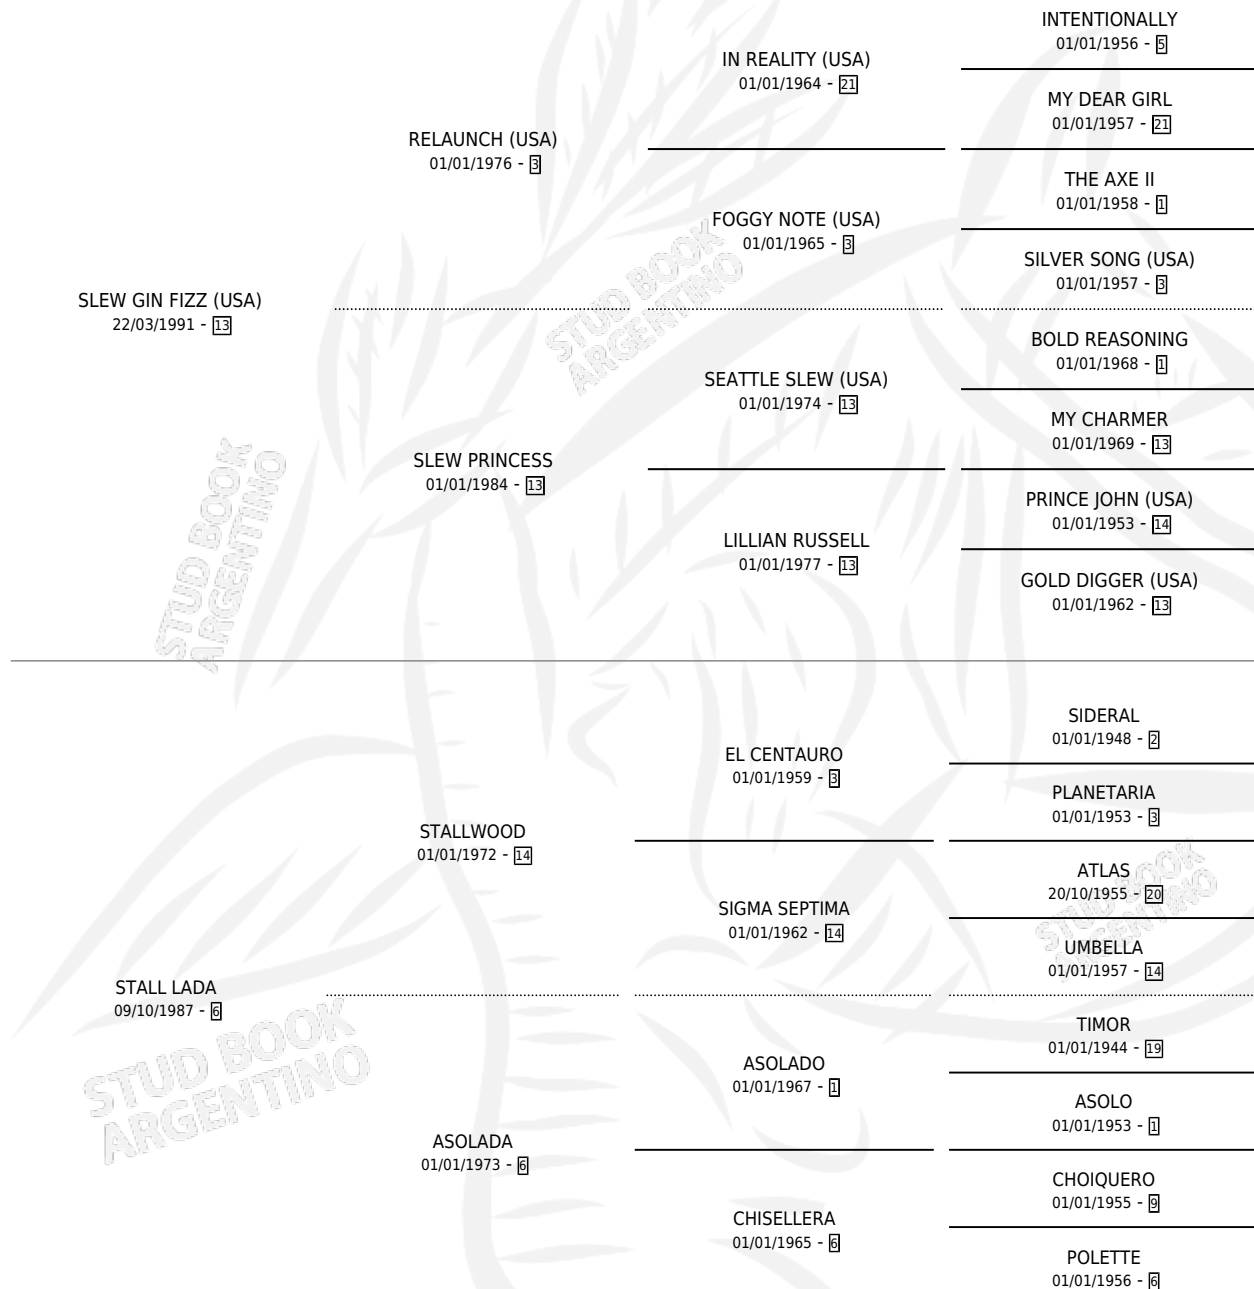 INTENTIONALLY
01/01/1956 - 5
IN REALITY (USA)
01/01/1964 - 21
MY DEAR GIRL
01/01/1957 - 21
RELAUNCH (USA)
01/01/1976 - 3
THE AXE II
01/01/1958 - 1
FOGGY NOTE (USA)
01/01/1965 - 3
SILVER SONG (USA)
01/01/1957 - 3
SLEW GIN FIZZ (USA)
22/03/1991 - 13
BOLD REASONING
01/01/1968 - 1
SEATTLE SLEW (USA)
01/01/1974 - 13
MY CHARMER
01/01/1969 - 13
SLEW PRINCESS
01/01/1984 - 13
PRINCE JOHN (USA)
01/01/1953 - 14
LILLIAN RUSSELL
01/01/1977 - 13
GOLD DIGGER (USA)
01/01/1962 - 13
SIDERAL
01/01/1948 - 2
EL CENTAURO
01/01/1959 - 3
PLANETARIA
01/01/1953 - 3
STALLWOOD
01/01/1972 - 14
ATLAS
20/10/1955 - 20
SIGMA SEPTIMA
01/01/1962 - 14
UMBELLA
01/01/1957 - 14
STALL LADA
09/10/1987 - 6
TIMOR
01/01/1944 - 19
ASOLADO
01/01/1967 - 1
ASOLO
01/01/1953 - 1
ASOLADA
01/01/1973 - 6
CHOIQUERO
01/01/1955 - 9
CHISELLERA
01/01/1965 - 6
POLETTE
01/01/1956 - 6
STUD BOOK
ARGENTINO
STUD BOOK
ARGENTINO
STUD BOOK
ARGENTINO
STUD BOOK
ARGENTINO